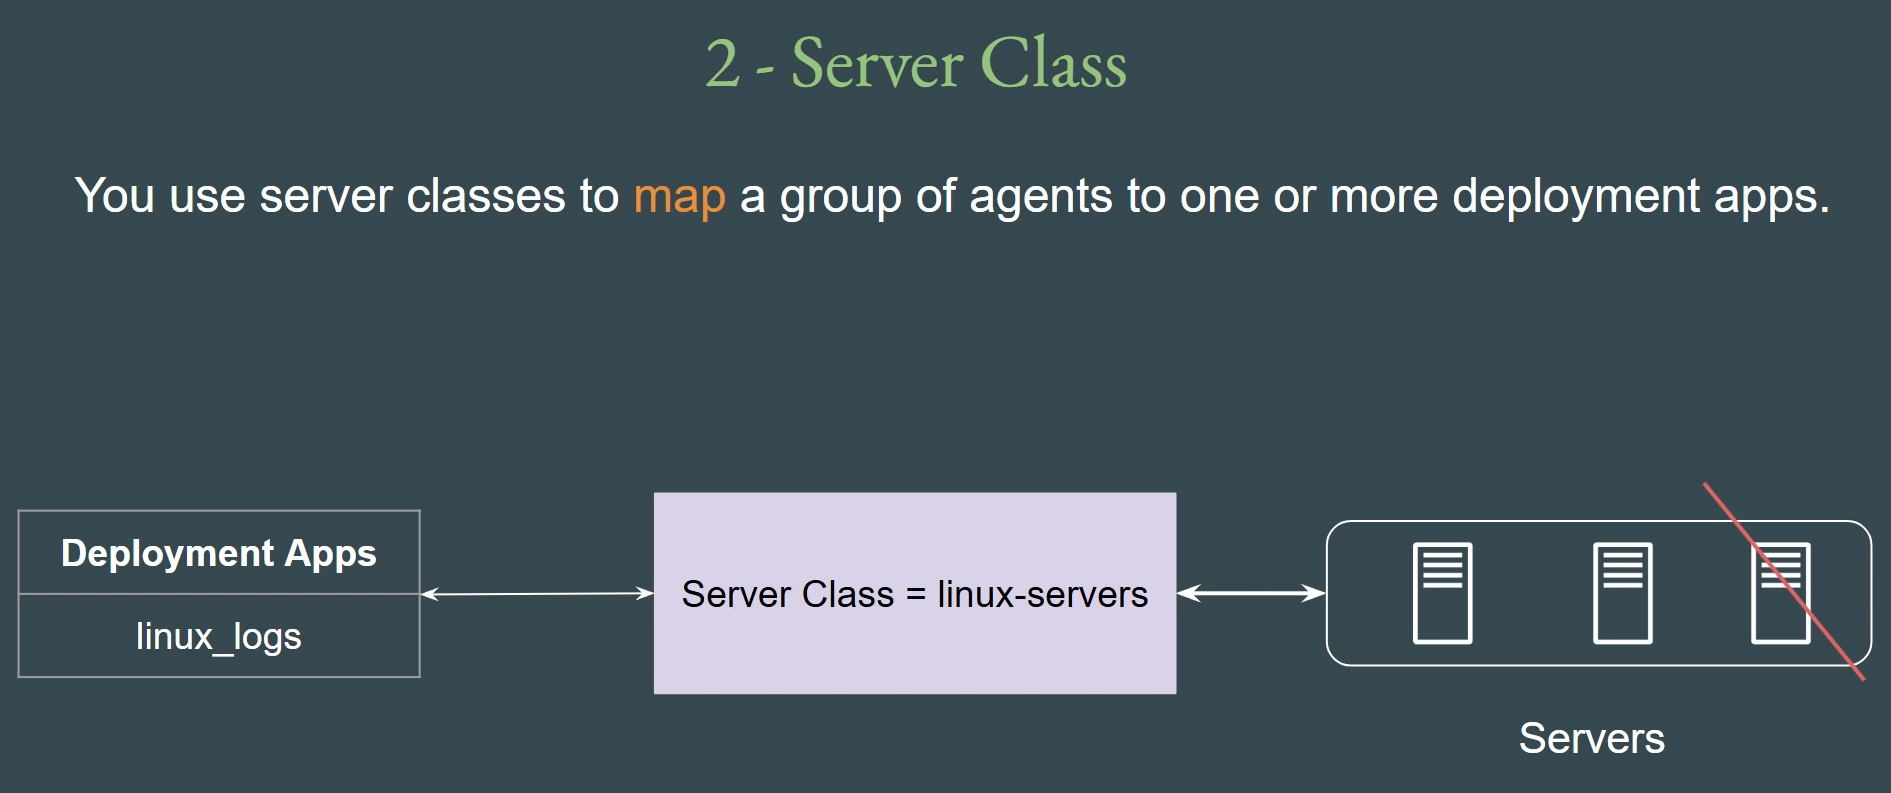 2 - Server Class
You use server classes to map a group of agents to one or more deployment apps.
Deployment Apps
linux_logs
Server Class = linux-servers
Servers